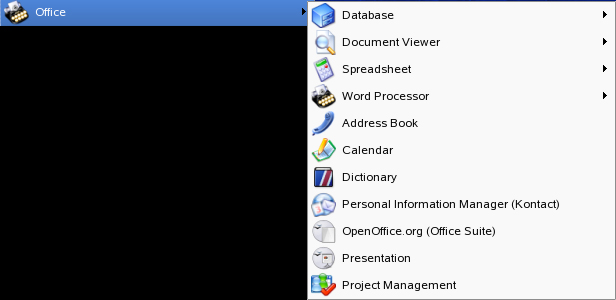 Office
Database
Document Viewer
Spreadsheet
Word Processor
Address Book
Calendar
Dictionary
Personal Information Manager (Kontact)
OpenOffice.org (Office Suite)
Presentation
Project Management